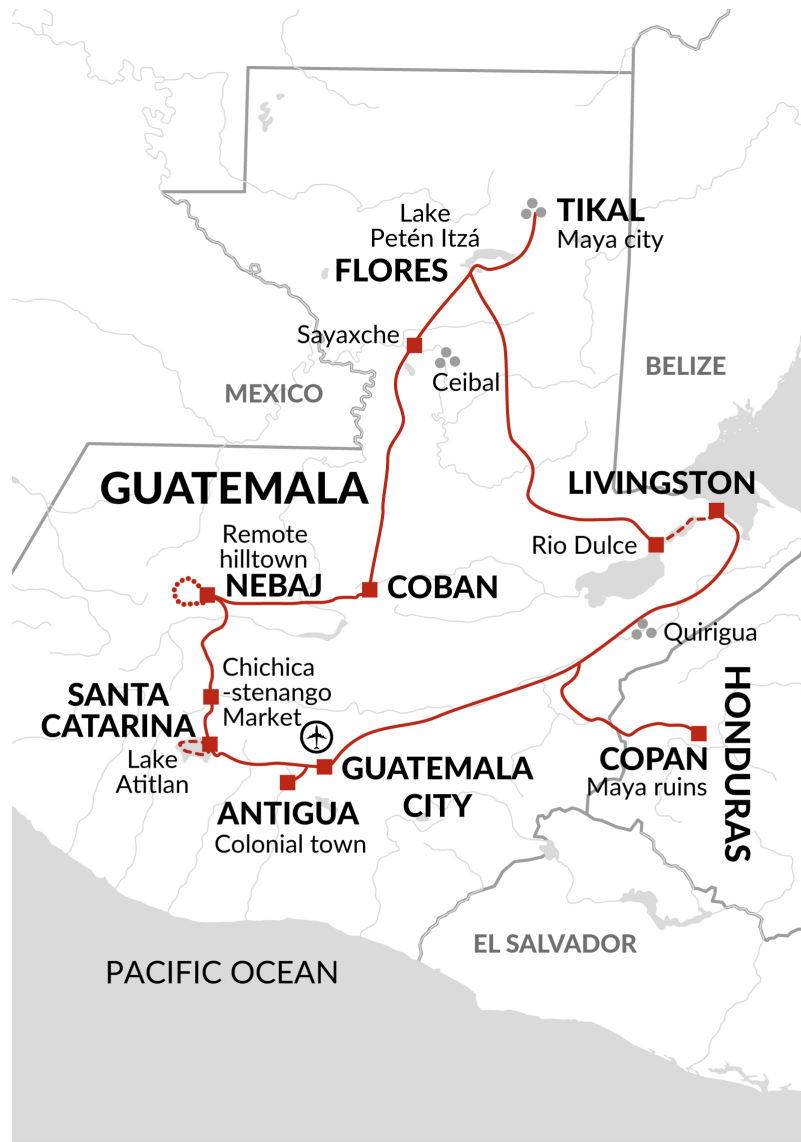 Lake
Petén Itzá
TIKAL
Maya city
FLORES
Sayaxche
Ceibal
BELIZE
MEXICO
GUATEMALA
LIVINGSTON
Remote
hilltown
NEBAJ
COBAN
Rio Dulce
Quirigua
Chichica
-stenango
Market
SANTA
CATARINA
Lake
Atitlan
HONDURAS
COPAN
Maya ruins
GUATEMALA
CITY
ANTIGUA
Colonial town
EL SALVADOR
PACIFIC OCEAN